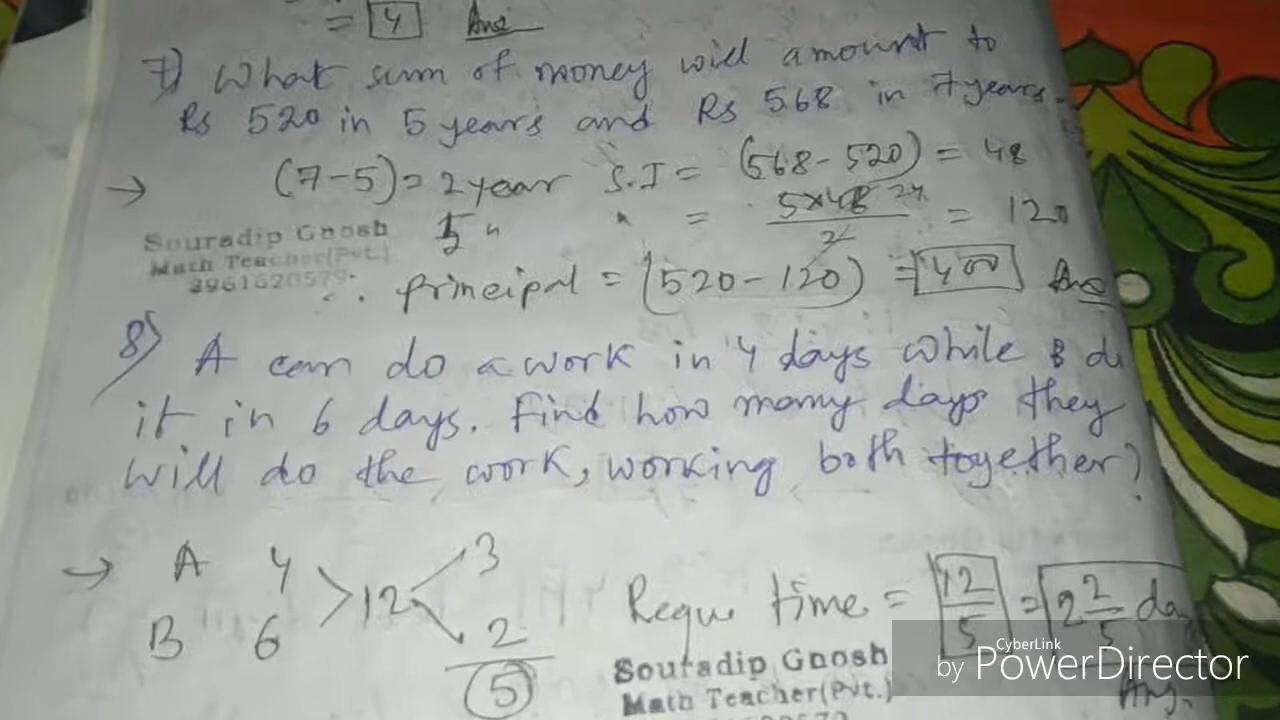 = 4 Ans
7) What sum of money will amount to
Rs 520 in 5 years and Rs 568 in 7 years.
→ (7-5) = 2 year S.I = (568-520) = 48
5 " " = 5×48 24 / 2 = 120
Souradip Ghosh
Math Teacher(Pvt.)
∴ principal = (520-120) = 400 Ans
8) A can do a work in 4 days while B do
it in 6 days. Find how many days they
will do the work, working both together?
→ A 4 > 12 < 3
B 6 2
5
Requ time = 12/5 = 2 2/5 day
Ans.
Souradip Ghosh
Math Teacher(Pvt.)
CyberLink
by PowerDirector